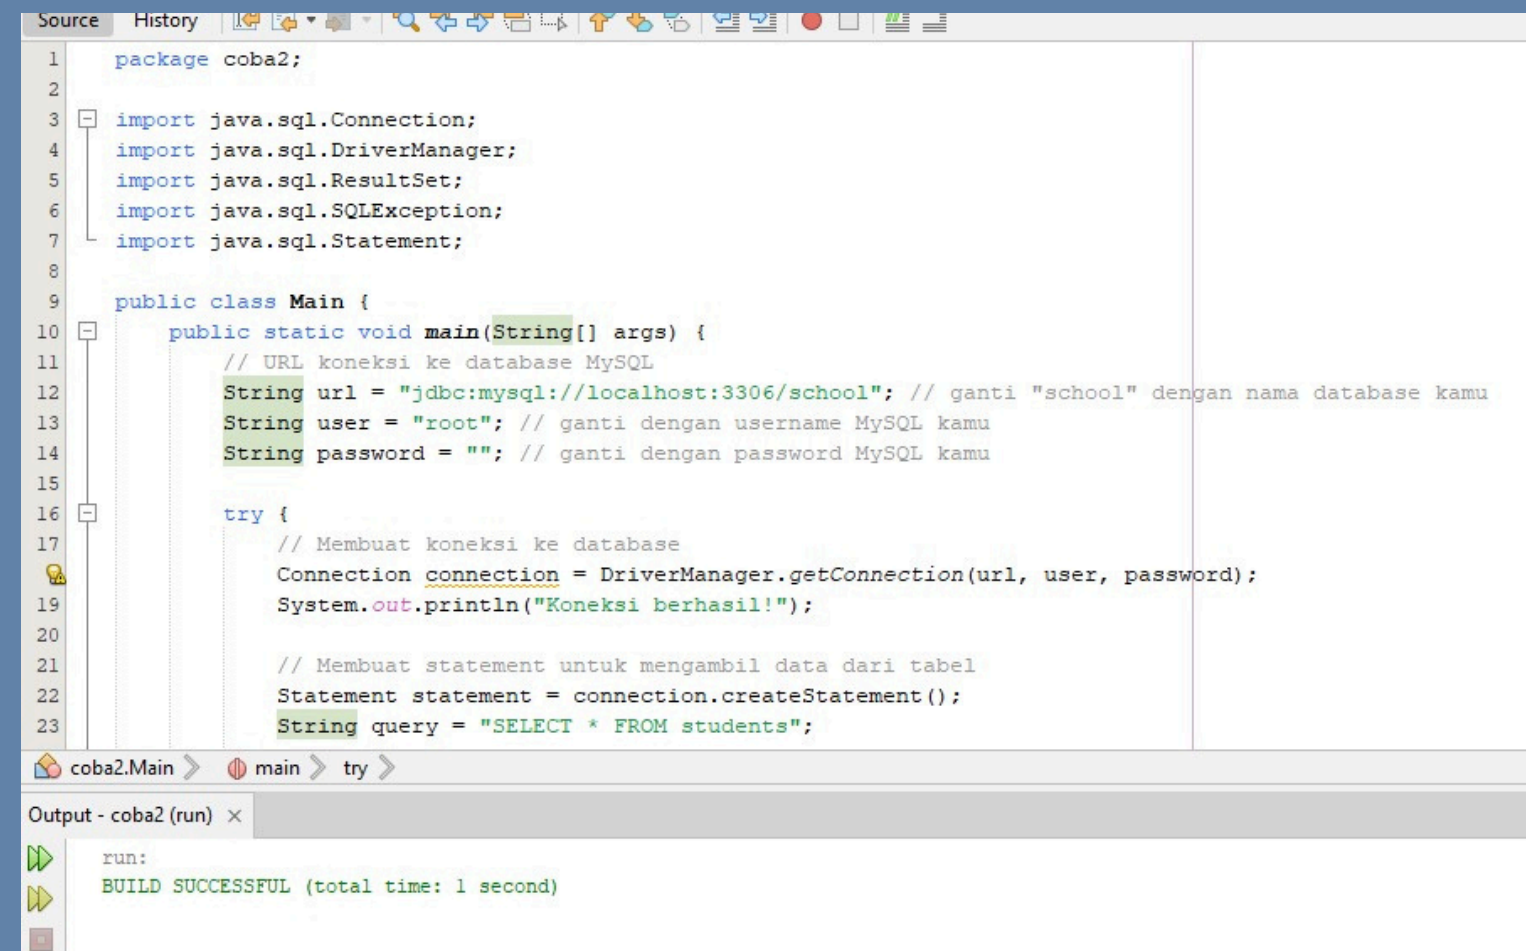 Source History
1 package coba2;
2
3 import java.sql.Connection;
4 import java.sql.DriverManager;
5 import java.sql.ResultSet;
6 import java.sql.SQLException;
7 import java.sql.Statement;
8
9 public class Main {
10 public static void main(String[] args) {
11 // URL koneksi ke database MySQL
12 String url = "jdbc:mysql://localhost:3306/school"; // ganti "school" dengan nama database kamu
13 String user = "root"; // ganti dengan username MySQL kamu
14 String password = ""; // ganti dengan password MySQL kamu
15
16 try {
17 // Membuat koneksi ke database
Connection connection = DriverManager.getConnection(url, user, password);
19 System.out.println("Koneksi berhasil!");
20
21 // Membuat statement untuk mengambil data dari tabel
22 Statement statement = connection.createStatement();
23 String query = "SELECT * FROM students";
coba2.Main main try
Output - coba2 (run) ×
run:
BUILD SUCCESSFUL (total time: 1 second)